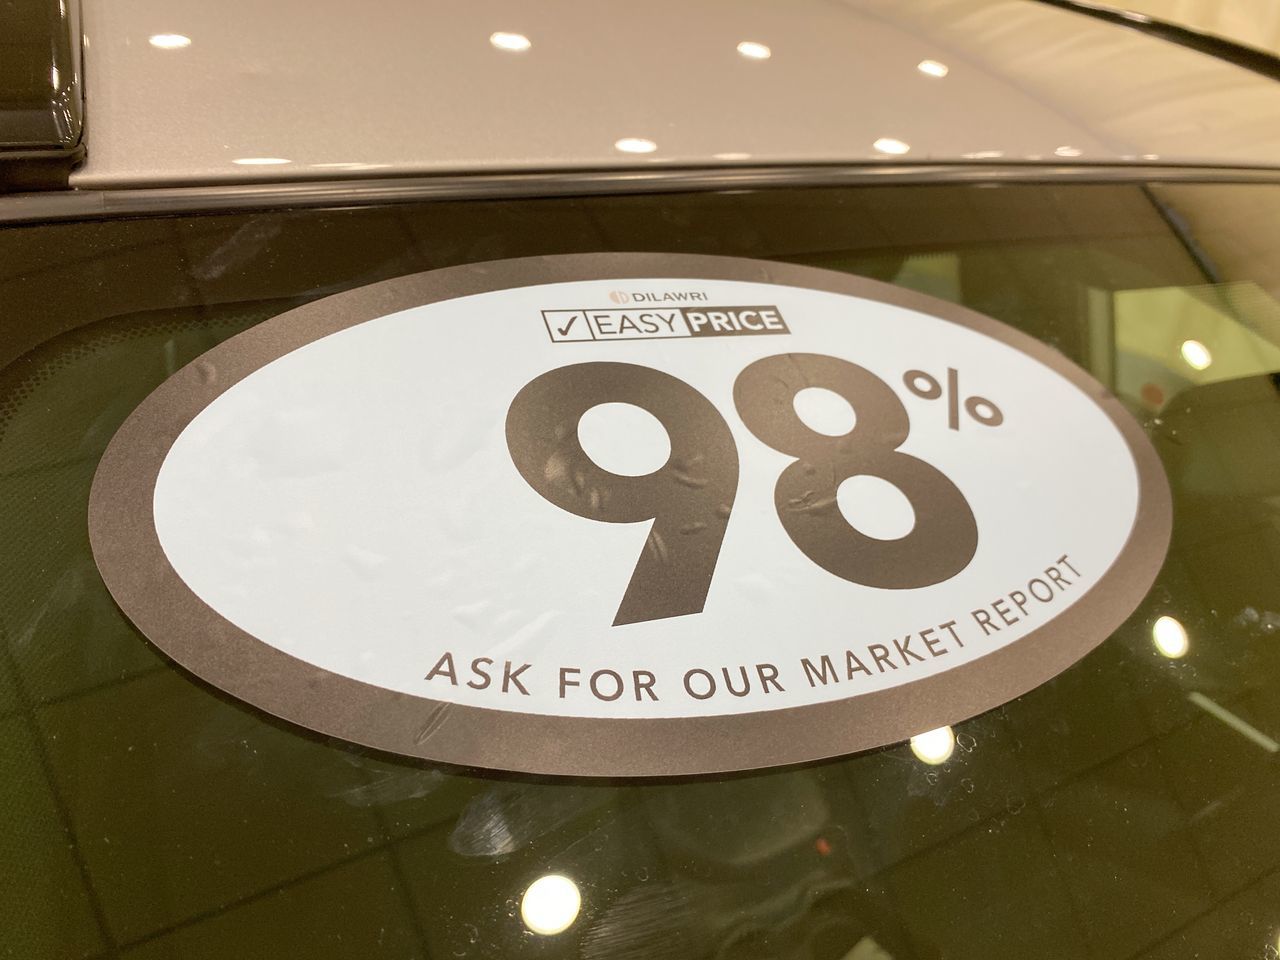 DILAWRI
✓ EASY PRICE
98%
ASK FOR OUR MARKET REPORT